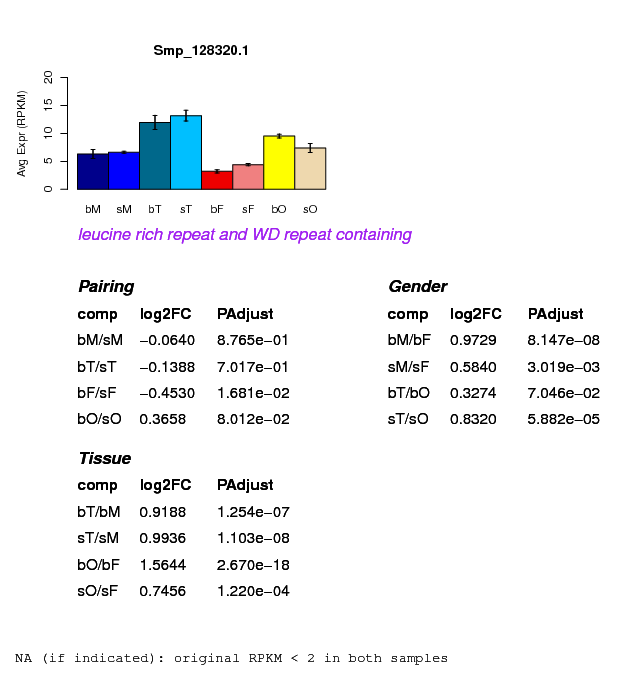 Smp_128320.1
Avg Expr (RPKM)
20
15
10
5
0
bM sM bT sT bF sF bO sO
leucine rich repeat and WD repeat containing
Pairing
comp log2FC PAdjust
bM/sM −0.0640 8.765e−01
bT/sT −0.1388 7.017e−01
bF/sF −0.4530 1.681e−02
bO/sO 0.3658 8.012e−02
Gender
comp log2FC PAdjust
bM/bF 0.9729 8.147e−08
sM/sF 0.5840 3.019e−03
bT/bO 0.3274 7.046e−02
sT/sO 0.8320 5.882e−05
Tissue
comp log2FC PAdjust
bT/bM 0.9188 1.254e−07
sT/sM 0.9936 1.103e−08
bO/bF 1.5644 2.670e−18
sO/sF 0.7456 1.220e−04
NA (if indicated): original RPKM < 2 in both samples